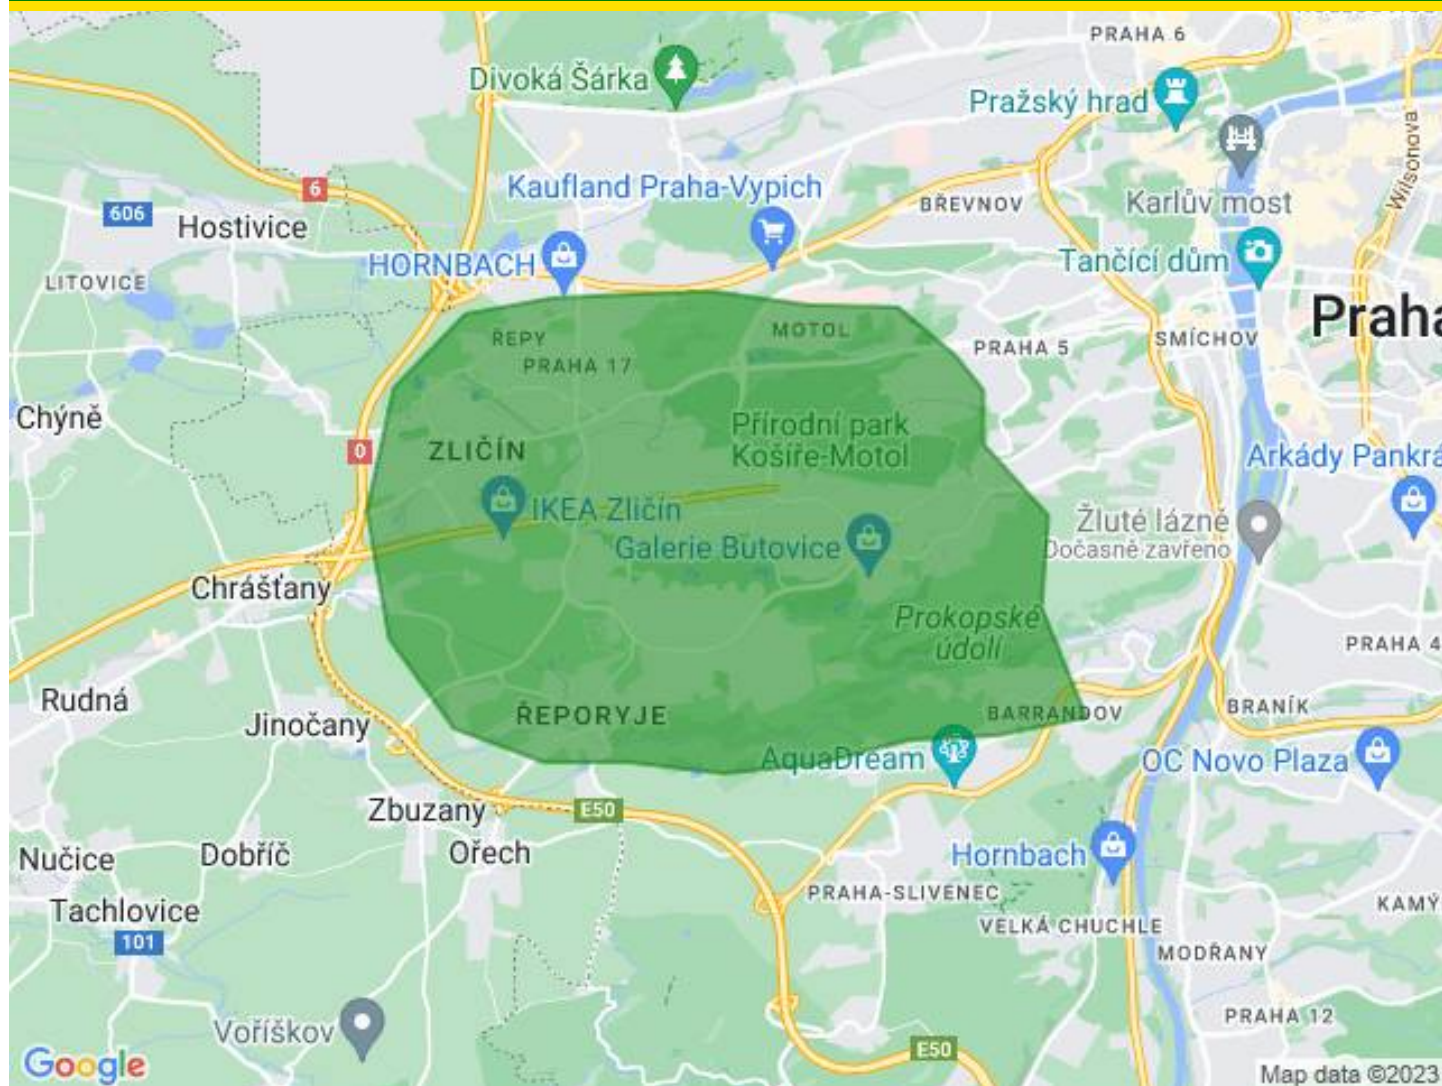 PRAHA 6
Divoká Šárka
Pražský hrad
Wilsonova
6
Kaufland Praha-Vypich
606
Hostivice
BŘEVNOV
Karlův most
HORNBACH
Tančící dům
LITOVICE
Praha
ŘEPY
MOTOL
PRAHA 5
SMÍCHOV
PRAHA 17
Chýně
Přírodní park
Košíře-Motol
ZLIČÍN
0
Arkády Pankrá
IKEA Zličín
Žluté lázně
Dočasně zavřeno
Galerie Butovice
Chrášťany
Prokopské
údolí
PRAHA 4
Rudná
Jinočany
ŘEPORYJE
BARRANDOV
BRANÍK
AquaDream
OC Novo Plaza
Zbuzany
E50
Nučice
Dobříč
Ořech
Hornbach
PRAHA-SLIVENEC
Tachlovice
KAMÝ
101
VELKÁ CHUCHLE
MODŘANY
Voříškov
PRAHA 12
E50
Google
Map data ©2023